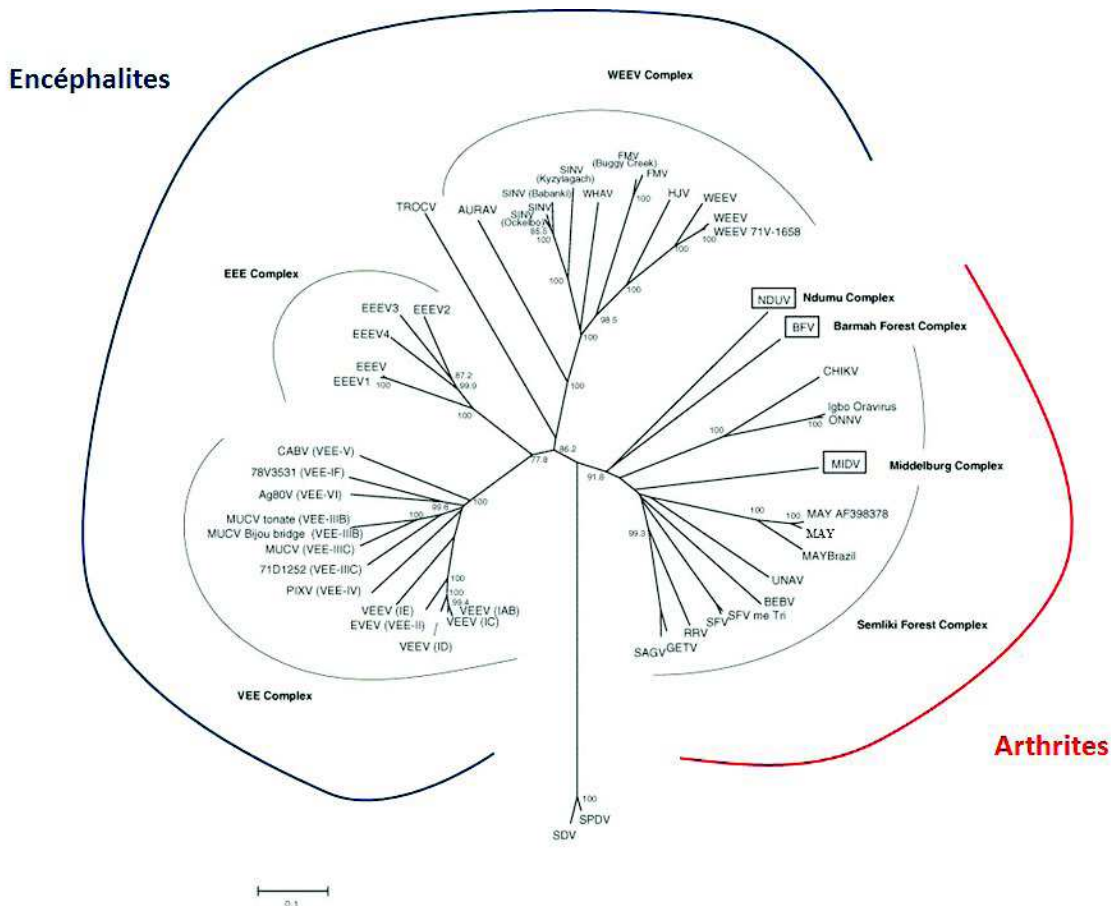 Encéphalites
WEEV Complex
FMV
(Buggy Creek)
FMV
SINV
(Kyzylagach)
SINV (Babanki)
WHAV
HJV
WEEV
SINV
SINV
(Ockelbo)
TROCV
AURAV
WEEV
WEEV 71V-1658
100
100
100
100
100
100
98.5
100
100
EEE Complex
EEEV3
EEEV2
EEEV4
EEEV
EEEV1
100
87.2
99.9
100
NDUV
Ndumu Complex
BFV
Barmah Forest Complex
CHIKV
Igbo Oravirus
ONNV
100
100
86.2
77.8
91.8
MIDV
Middelburg Complex
CABV (VEE-V)
78V3531 (VEE-IF)
Ag80V (VEE-VI)
MUCV tonate (VEE-IIIB)
MUCV Bijou bridge (VEE-IIIB)
MUCV (VEE-IIIC)
71D1252 (VEE-IIIC)
PIXV (VEE-IV)
VEEV (IE)
EVEV (VEE-II)
VEEV (ID)
VEEV (IAB)
VEEV (IC)
100
100
100
100
99.4
VEE Complex
100
100
MAY AF398378
MAY
MAYBrazil
99.3
UNAV
BEBV
SFV me Tri
SFV
RRV
GETV
SAGV
Semliki Forest Complex
Arthrites
100
SPDV
SDV
0.1